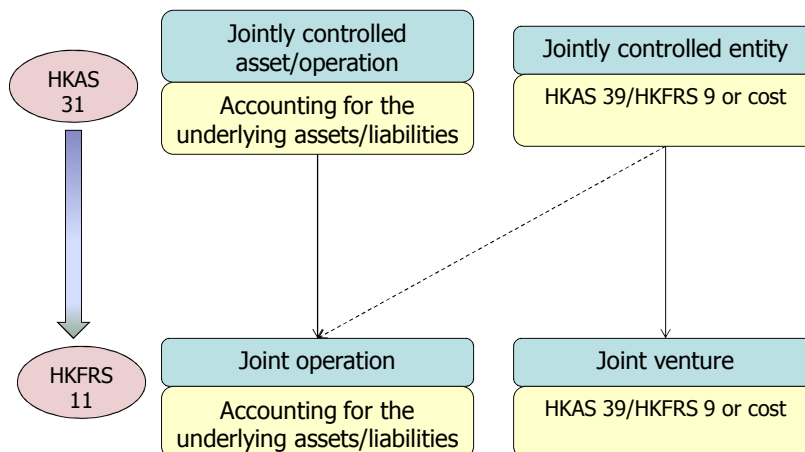 HKAS
31
Jointly controlled
asset/operation
Accounting for the
underlying assets/liabilities
Jointly controlled entity
HKAS 39/HKFRS 9 or cost
HKFRS
11
Joint operation
Accounting for the
underlying assets/liabilities
Joint venture
HKAS 39/HKFRS 9 or cost